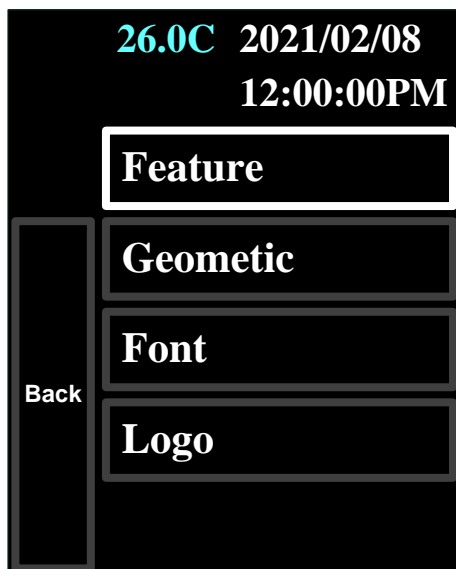 26.0C 2021/02/08
12:00:00PM
Feature
Geometic
Font
Back
Logo